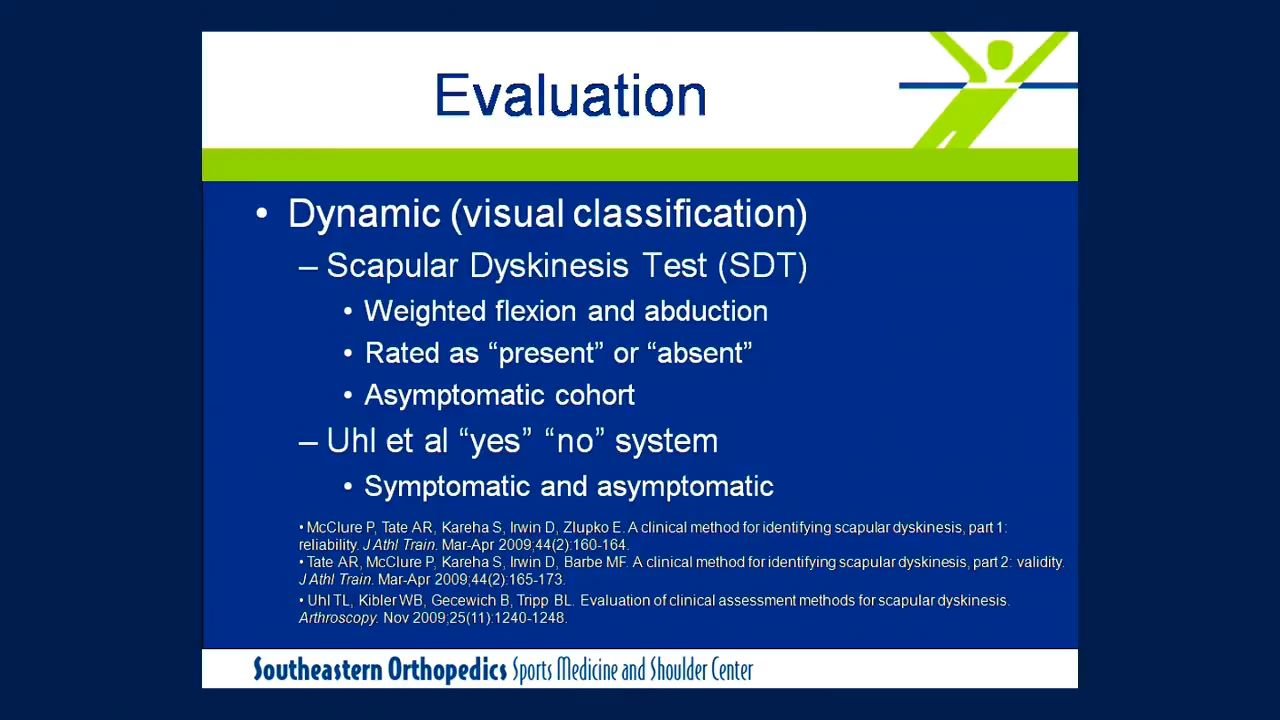 Evaluation
• Dynamic (visual classification)
– Scapular Dyskinesis Test (SDT)
• Weighted flexion and abduction
• Rated as “present” or “absent”
• Asymptomatic cohort
– Uhl et al “yes” “no” system
• Symptomatic and asymptomatic
• McClure P, Tate AR, Kareha S, Irwin D, Zlupko E. A clinical method for identifying scapular dyskinesis, part 1:
reliability. J Athl Train. Mar-Apr 2009;44(2):160-164.
• Tate AR, McClure P, Kareha S, Irwin D, Barbe MF. A clinical method for identifying scapular dyskinesis, part 2: validity.
J Athl Train. Mar-Apr 2009;44(2):165-173.
• Uhl TL, Kibler WB, Gecewich B, Tripp BL. Evaluation of clinical assessment methods for scapular dyskinesis.
Arthroscopy. Nov 2009;25(11):1240-1248.
Southeastern Orthopedics Sports Medicine and Shoulder Center